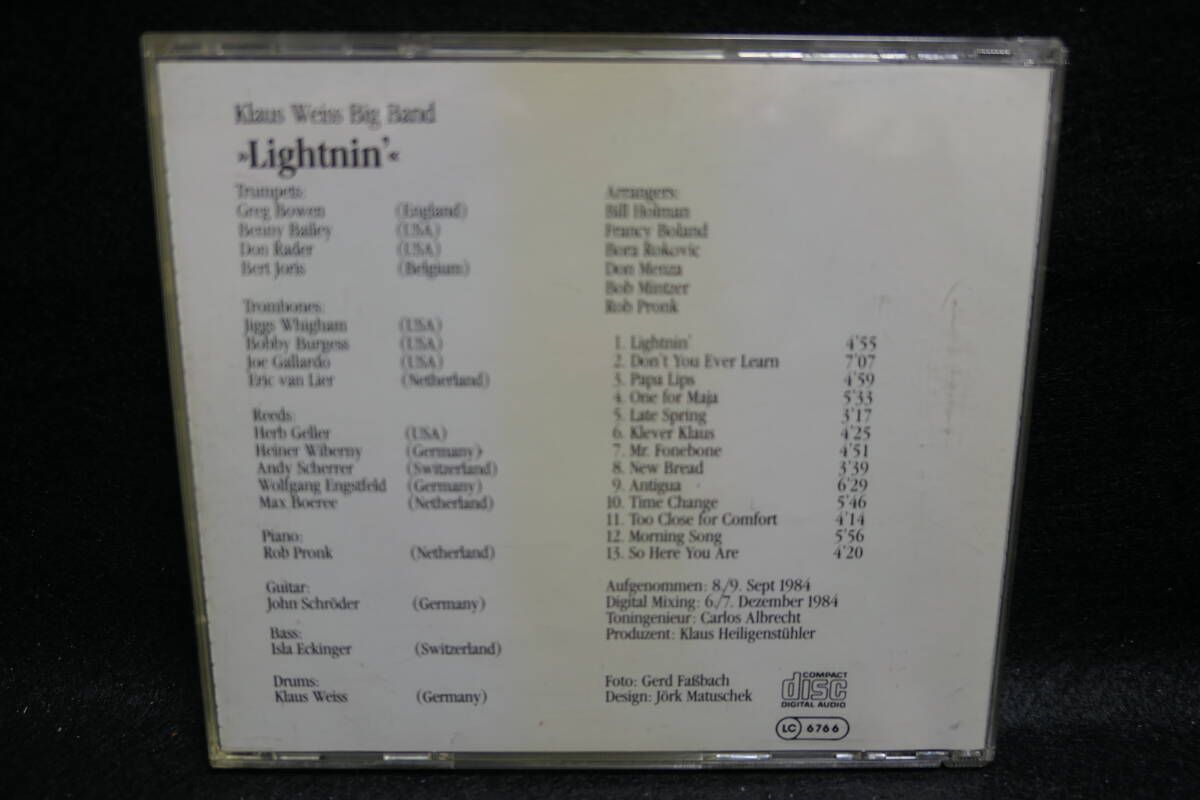 Klaus Weiss Big Band
»Lightnin'«
Trumpets:
Greg Bowen (England)
Benny Bailey (USA)
Don Rader (USA)
Bert Joris (Belgium)
Trombones:
Jiggs Whigham (USA)
Bobby Burgess (USA)
Joe Gallardo (USA)
Eric van Lier (Netherland)
Reeds:
Herb Geller (USA)
Heiner Wiberny (Germany)
Andy Scherrer (Switzerland)
Wolfgang Engstfeld (Germany)
Max Boeree (Netherland)
Piano:
Rob Pronk (Netherland)
Guitar:
John Schröder (Germany)
Bass:
Isla Eckinger (Switzerland)
Drums:
Klaus Weiss (Germany)
Arrangers:
Bill Holman
Francy Boland
Bora Rokovic
Don Menza
Bob Mintzer
Rob Pronk
1. Lightnin' 4'55
2. Don't You Ever Learn 7'07
3. Papa Lips 4'59
4. One for Maja 5'33
5. Late Spring 3'17
6. Klever Klaus 4'25
7. Mr. Fonebone 4'51
8. New Bread 3'39
9. Antigua 6'29
10. Time Change 5'46
11. Too Close for Comfort 4'14
12. Morning Song 5'56
13. So Here You Are 4'20
Aufgenommen: 8./9. Sept 1984
Digital Mixing: 6./7. Dezember 1984
Toningenieur: Carlos Albrecht
Produzent: Klaus Heiligenstühler
Foto: Gerd Faßbach
Design: Jörk Matuschek
COMPACT
disc
DIGITAL AUDIO
LC 6766